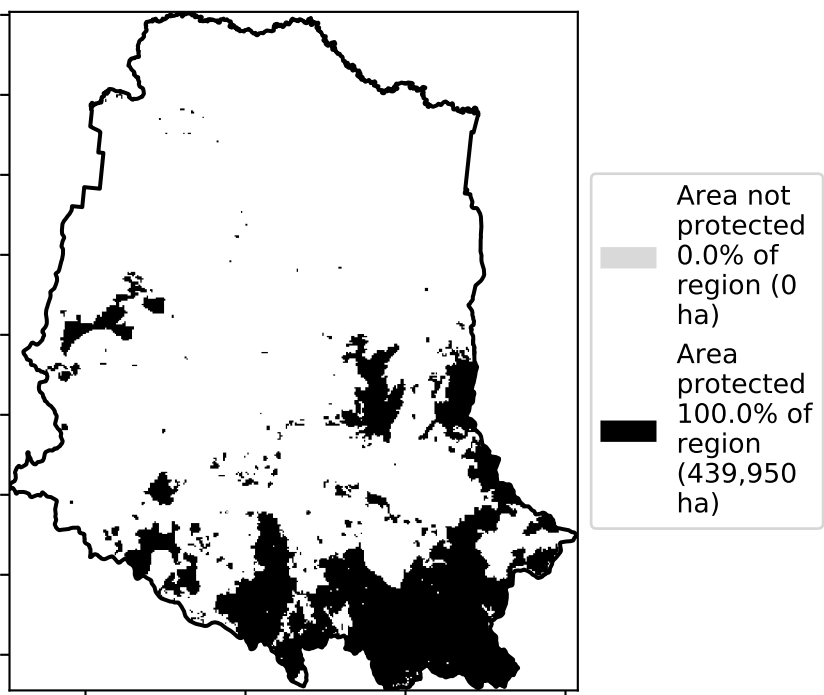 Area not
protected
0.0% of
region (0
ha)
Area
protected
100.0% of
region
(439,950
ha)